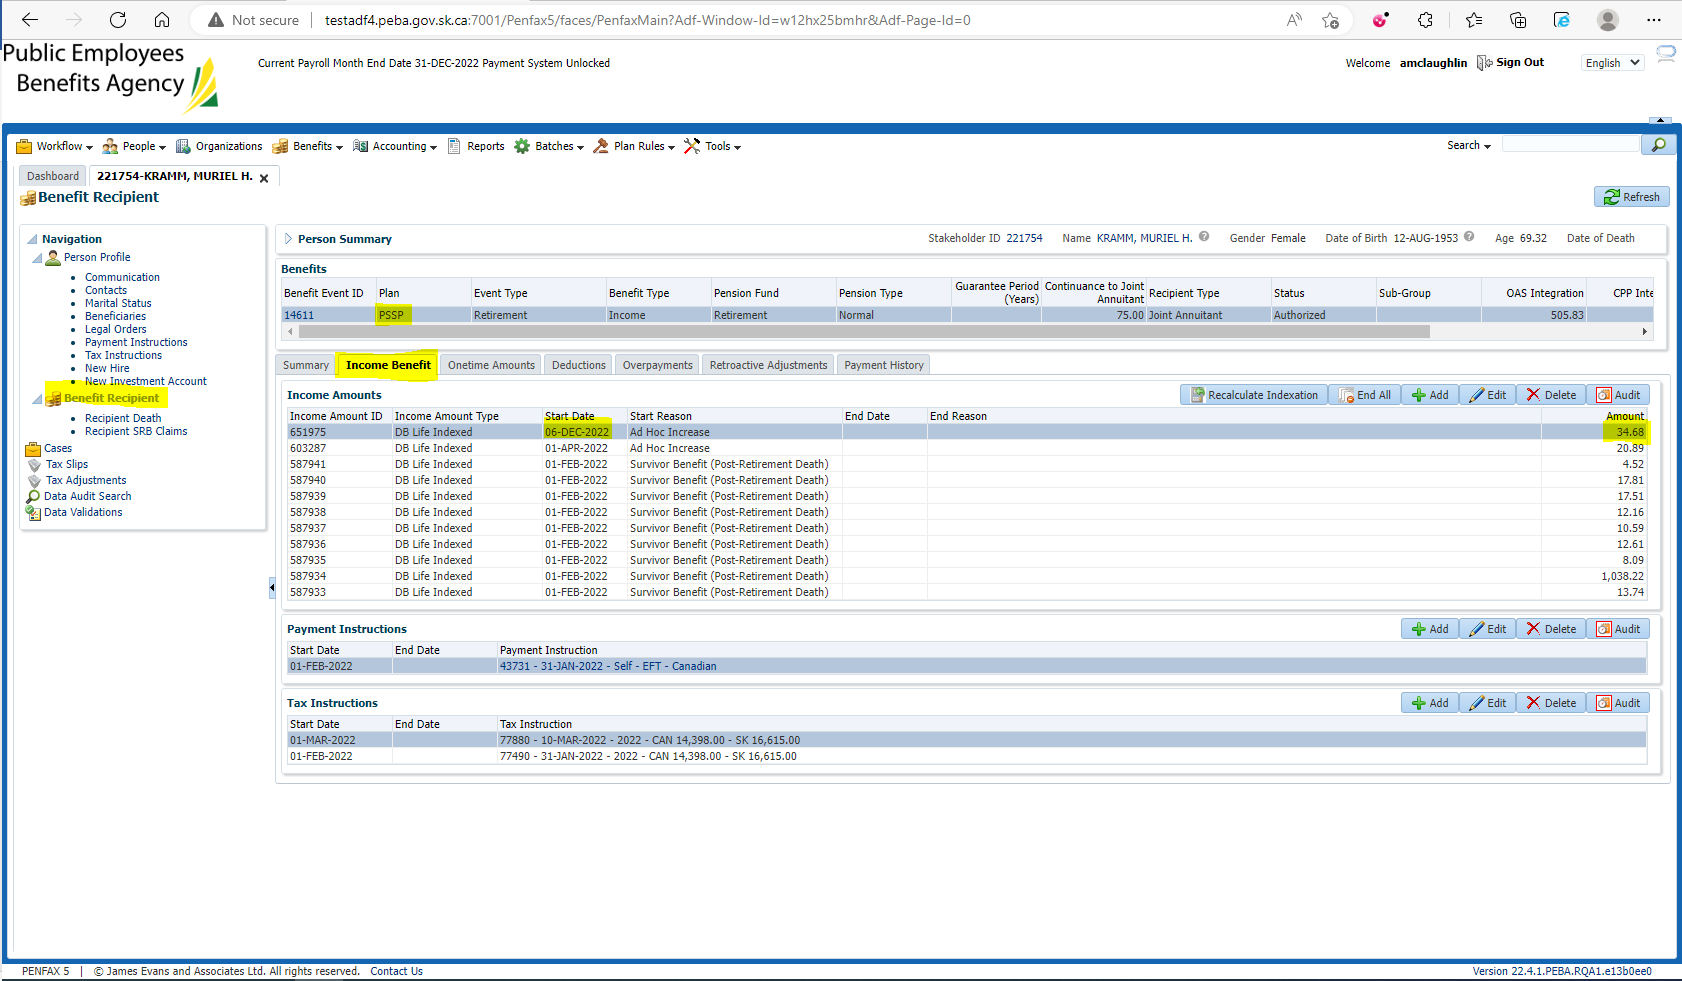 Not secure | testadf4.peba.gov.sk.ca:7001/Penfax5/faces/PenfaxMain?Adf-Window-Id=w12hx25bmhr&Adf-Page-Id=0
Public Employees
Benefits Agency
Current Payroll Month End Date 31-DEC-2022 Payment System Unlocked
Welcome amclaughlin Sign Out English
Workflow People Organizations Benefits Accounting Reports Batches Plan Rules Tools Search
Dashboard 221754-KRAMM, MURIEL H.
Benefit Recipient Refresh
Navigation
Person Profile
Communication
Contacts
Marital Status
Beneficiaries
Legal Orders
Payment Instructions
Tax Instructions
New Hire
New Investment Account
Benefit Recipient
Recipient Death
Recipient SRB Claims
Cases
Tax Slips
Tax Adjustments
Data Audit Search
Data Validations
Person Summary Stakeholder ID 221754 Name KRAMM, MURIEL H. Gender Female Date of Birth 12-AUG-1953 Age 69.32 Date of Death
Benefits
Benefit Event ID Plan Event Type Benefit Type Pension Fund Pension Type Guarantee Period (Years) Continuance to Joint Annuitant Recipient Type Status Sub-Group OAS Integration CPP Inte
14611 PSSP Retirement Income Retirement Normal 75.00 Joint Annuitant Authorized 505.83
Summary Income Benefit Onetime Amounts Deductions Overpayments Retroactive Adjustments Payment History
Income Amounts Recalculate Indexation End All Add Edit Delete Audit
Income Amount ID Income Amount Type Start Date Start Reason End Date End Reason Amount
651975 DB Life Indexed 06-DEC-2022 Ad Hoc Increase 34.68
603287 DB Life Indexed 01-APR-2022 Ad Hoc Increase 20.89
587941 DB Life Indexed 01-FEB-2022 Survivor Benefit (Post-Retirement Death) 4.52
587940 DB Life Indexed 01-FEB-2022 Survivor Benefit (Post-Retirement Death) 17.81
587939 DB Life Indexed 01-FEB-2022 Survivor Benefit (Post-Retirement Death) 17.51
587938 DB Life Indexed 01-FEB-2022 Survivor Benefit (Post-Retirement Death) 12.16
587937 DB Life Indexed 01-FEB-2022 Survivor Benefit (Post-Retirement Death) 10.59
587936 DB Life Indexed 01-FEB-2022 Survivor Benefit (Post-Retirement Death) 12.61
587935 DB Life Indexed 01-FEB-2022 Survivor Benefit (Post-Retirement Death) 8.09
587934 DB Life Indexed 01-FEB-2022 Survivor Benefit (Post-Retirement Death) 1,038.22
587933 DB Life Indexed 01-FEB-2022 Survivor Benefit (Post-Retirement Death) 13.74
Payment Instructions Add Edit Delete Audit
Start Date End Date Payment Instruction
01-FEB-2022 43731 - 31-JAN-2022 - Self - EFT - Canadian
Tax Instructions Add Edit Delete Audit
Start Date End Date Tax Instruction
01-MAR-2022 77880 - 10-MAR-2022 - 2022 - CAN 14,398.00 - SK 16,615.00
01-FEB-2022 77490 - 31-JAN-2022 - 2022 - CAN 14,398.00 - SK 16,615.00
PENFAX 5 | © James Evans and Associates Ltd. All rights reserved. Contact Us Version 22.4.1.PEBA.RQA1.e13b0ee0